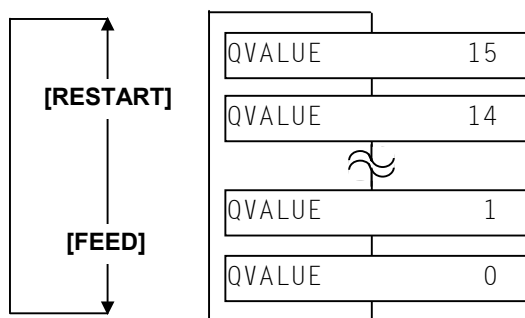 QVALUE 15
[RESTART]
QVALUE 14
QVALUE 1
[FEED]
QVALUE 0